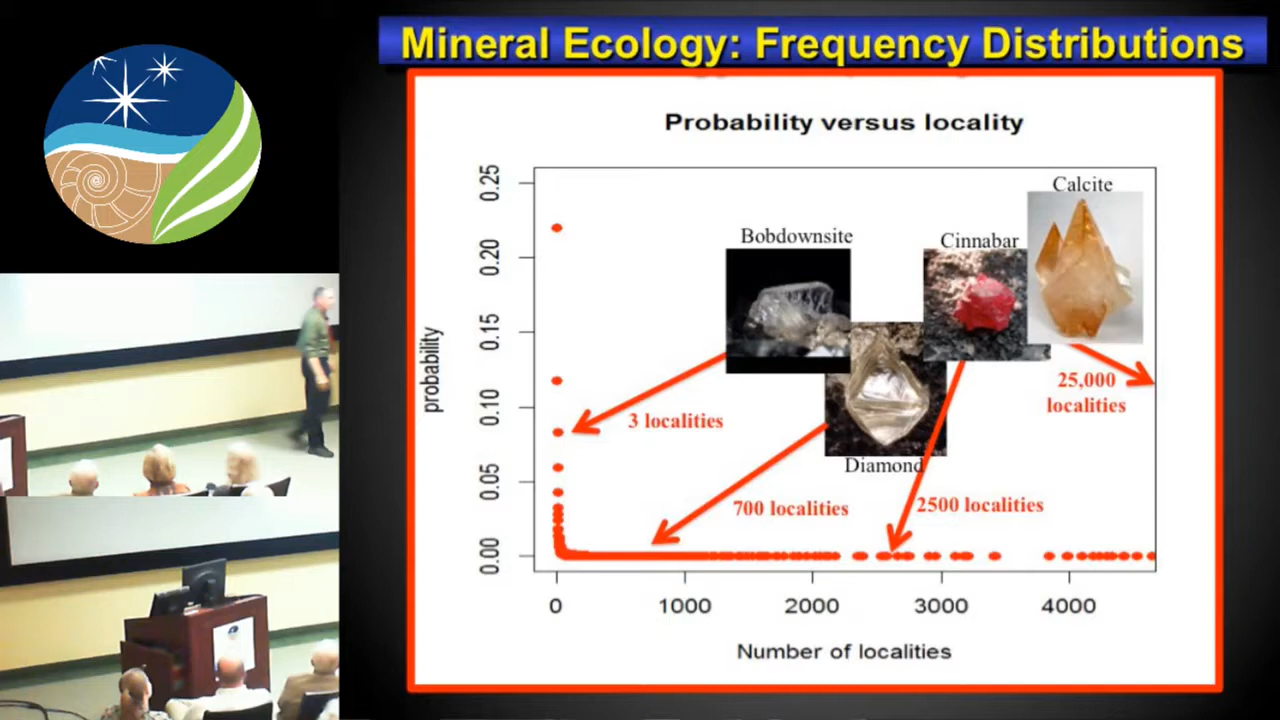 Mineral Ecology: Frequency Distributions
Probability versus locality
Calcite
Bobdownsite
Cinnabar
25,000
localities
3 localities
Diamond
700 localities
2500 localities
probability
0.25
0.20
0.15
0.10
0.05
0.00
0 1000 2000 3000 4000
Number of localities